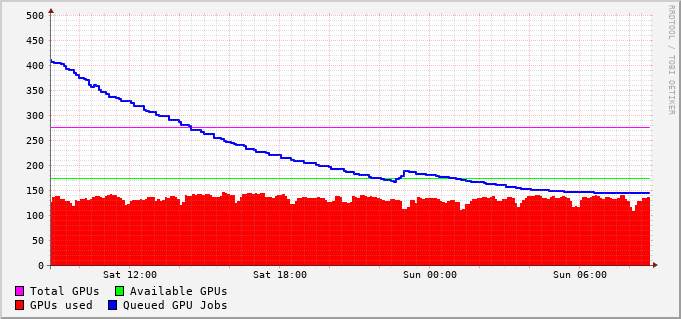 500
450
400
350
300
250
200
150
100
50
0
Sat 12:00 Sat 18:00 Sun 00:00 Sun 06:00
Total GPUs Available GPUs
GPUs used Queued GPU Jobs
RRDTOOL / TOBI OETIKER